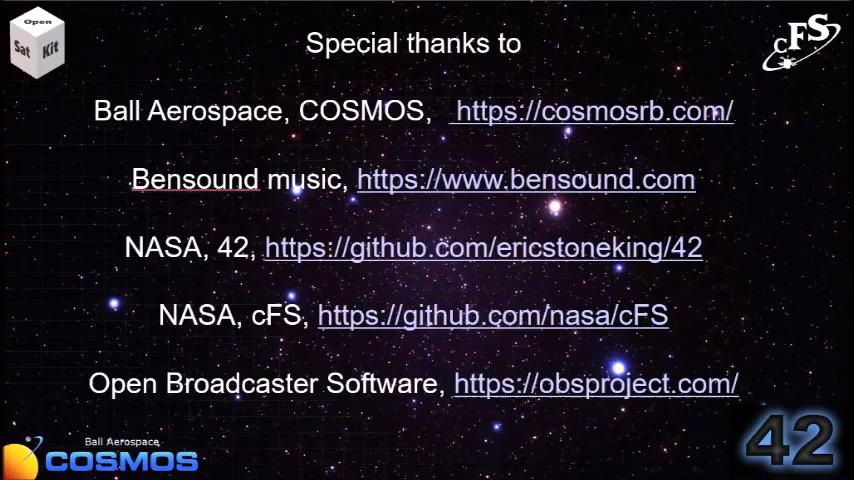 Open
Sat Kit
cFS
Special thanks to
Ball Aerospace, COSMOS, https://cosmosrb.com/
Bensound music, https://www.bensound.com
NASA, 42, https://github.com/ericstoneking/42
NASA, cFS, https://github.com/nasa/cFS
Open Broadcaster Software, https://obsproject.com/
Ball Aerospace
COSMOS
42